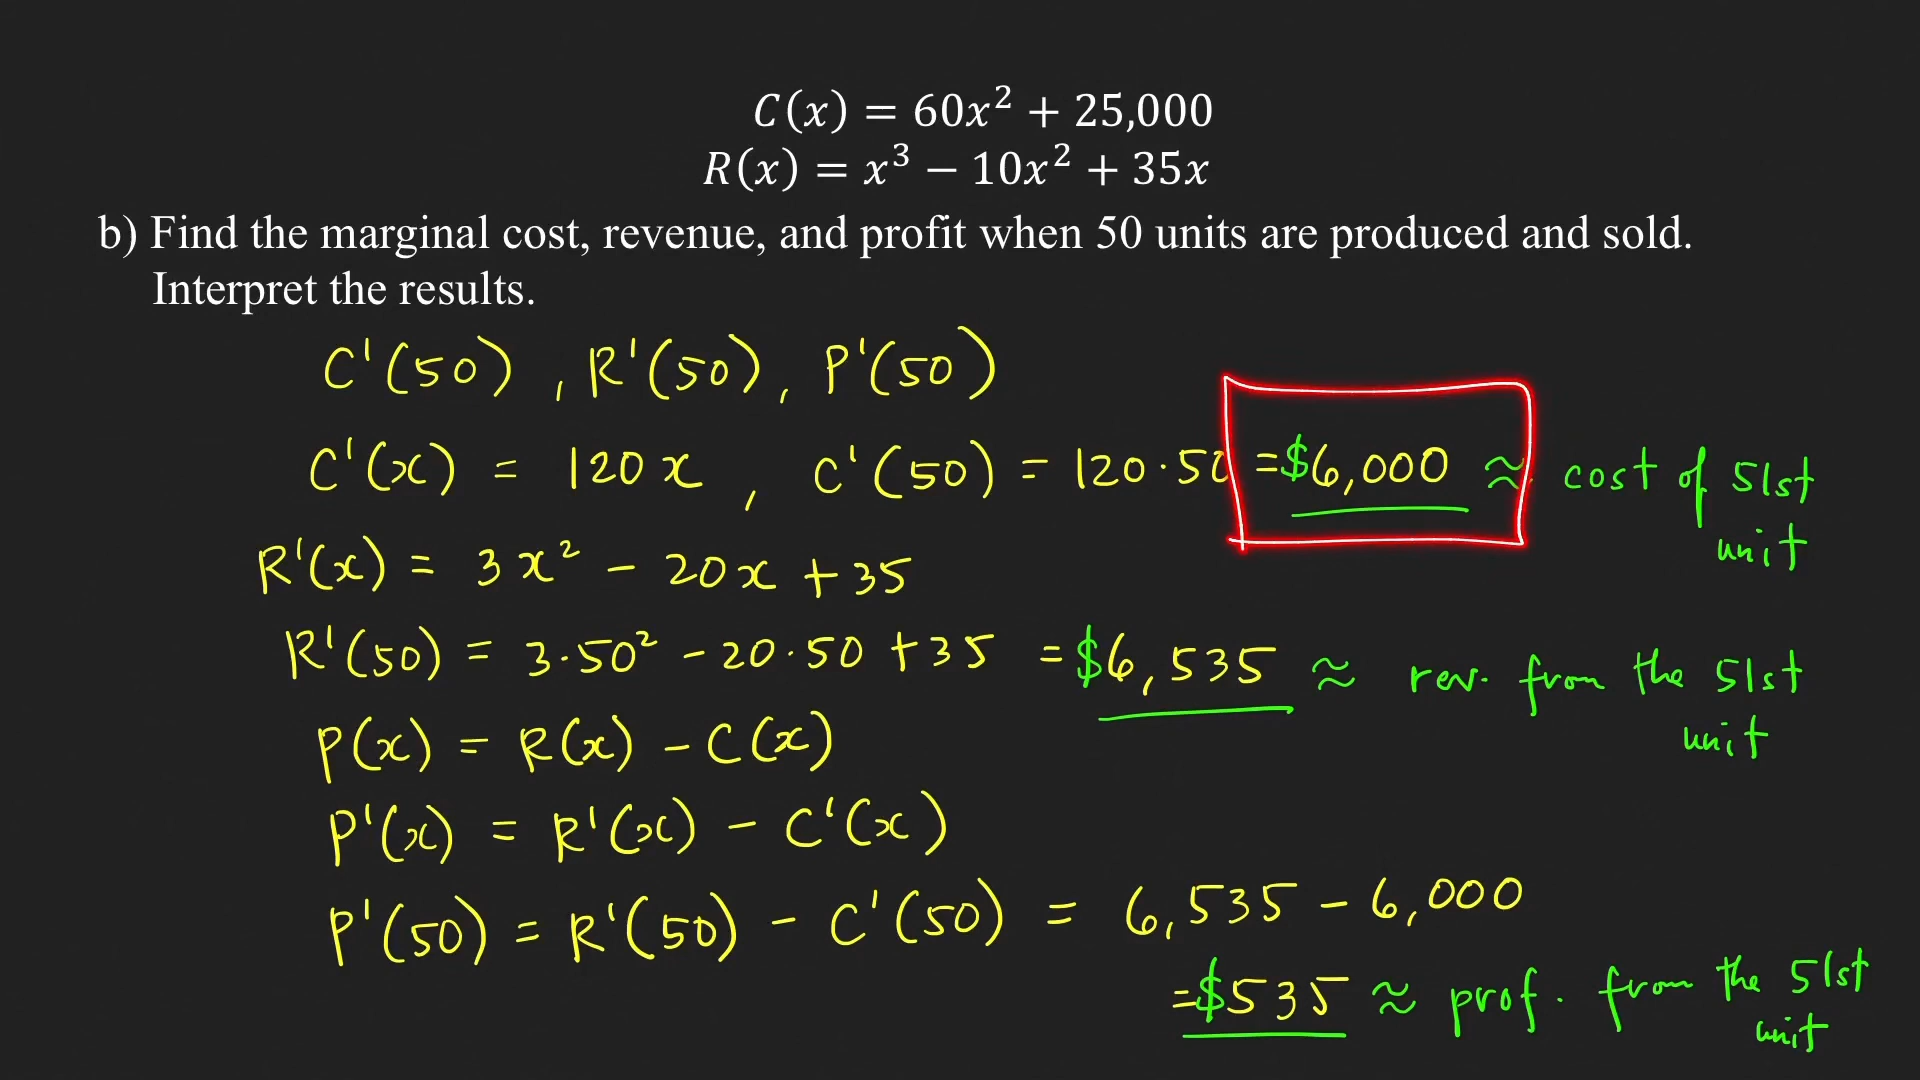 C(x) = 60x² + 25,000
R(x) = x³ − 10x² + 35x
b) Find the marginal cost, revenue, and profit when 50 units are produced and sold.
Interpret the results.
C'(50) , R'(50), P'(50)
C'(x) = 120x , C'(50) = 120·50 =$6,000 ≈ cost of 51st
unit
R'(x) = 3x² − 20x + 35
R'(50) = 3·50² − 20·50 + 35 = $6,535 ≈ rev. from the 51st
unit
P(x) = R(x) − C(x)
P'(x) = R'(x) − C'(x)
P'(50) = R'(50) − C'(50) = 6,535 − 6,000
=$535 ≈ prof. from the 51st
unit